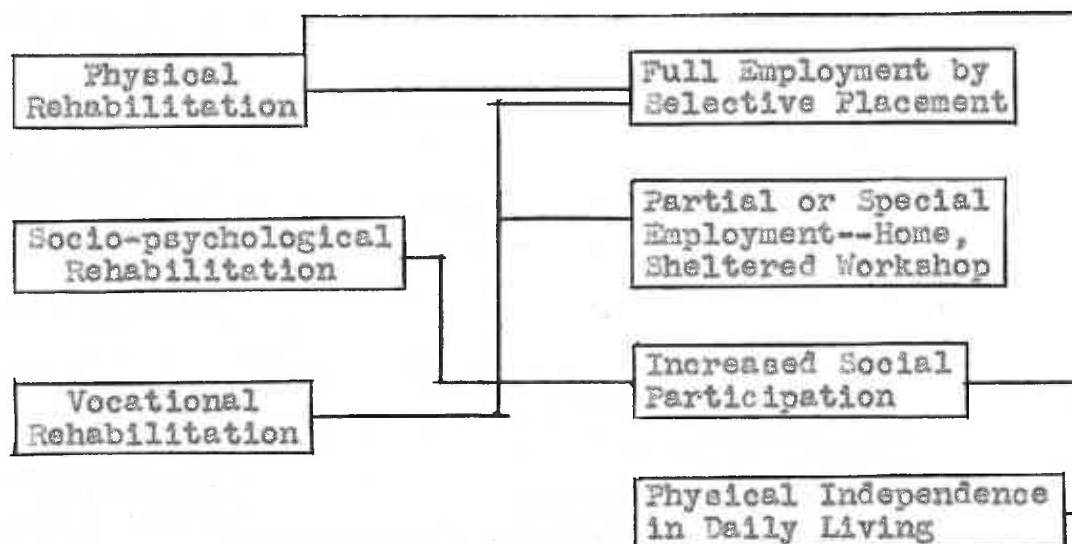 Physical
Rehabilitation
Full Employment by
Selective Placement
Socio-psychological
Rehabilitation
Partial or Special
Employment--Home,
Sheltered Workshop
Vocational
Rehabilitation
Increased Social
Participation
Physical Independence
in Daily Living